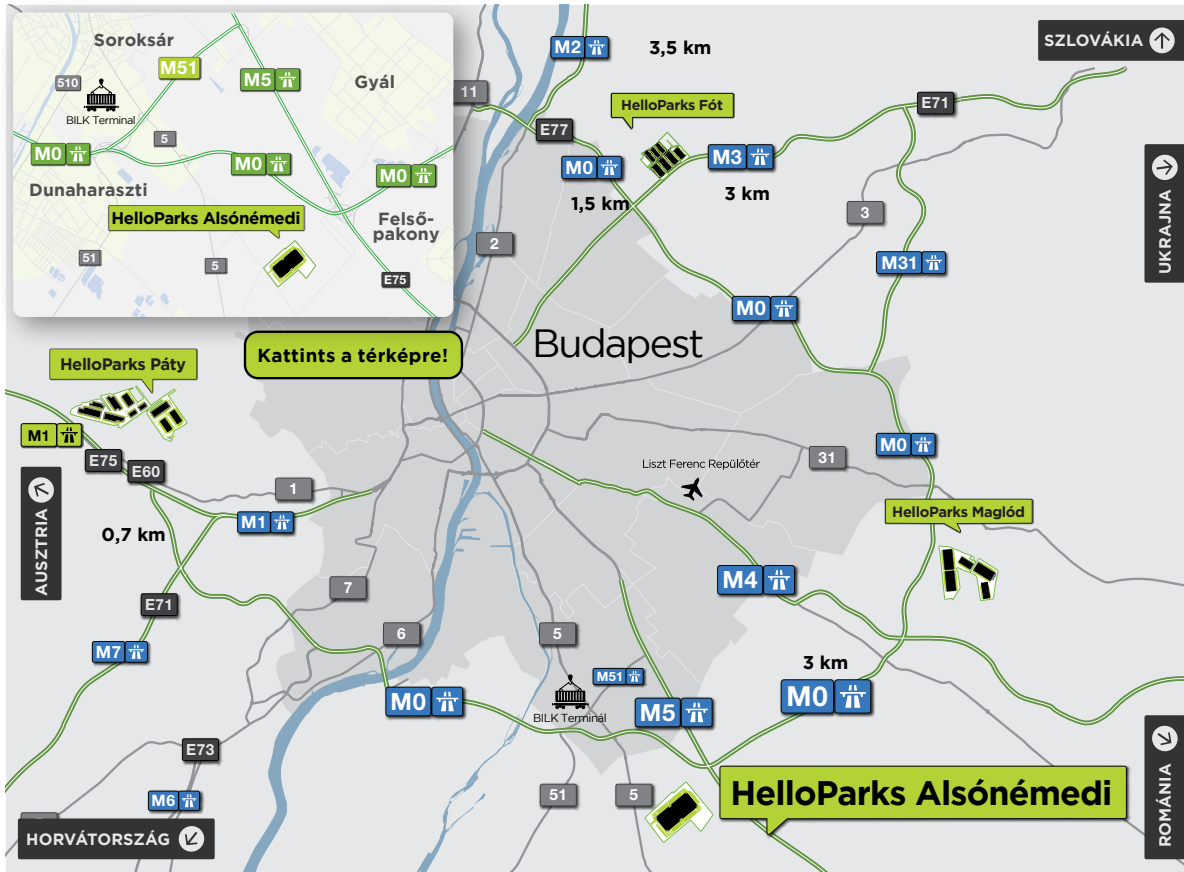 Soroksár
M51
M5
Gyál
510
BILK Terminal
5
M0
M0
M0
Dunaharaszti
HelloParks Alsónémedi
Felső-
pakony
51
5
E75
M2
3,5 km
SZLOVÁKIA
11
HelloParks Fót
E71
E77
M0
M3
1,5 km
3 km
UKRAJNA
3
2
M31
M0
Budapest
Kattints a térképre!
HelloParks Páty
M1
E75
E60
M0
31
Liszt Ferenc Repülőtér
1
M1
HelloParks Maglód
AUSZTRIA
0,7 km
7
M4
E71
6
5
M7
3 km
M51
M0
M0
BILK Terminál
M5
E73
ROMÁNIA
M6
51
5
HelloParks Alsónémedi
HORVÁTORSZÁG